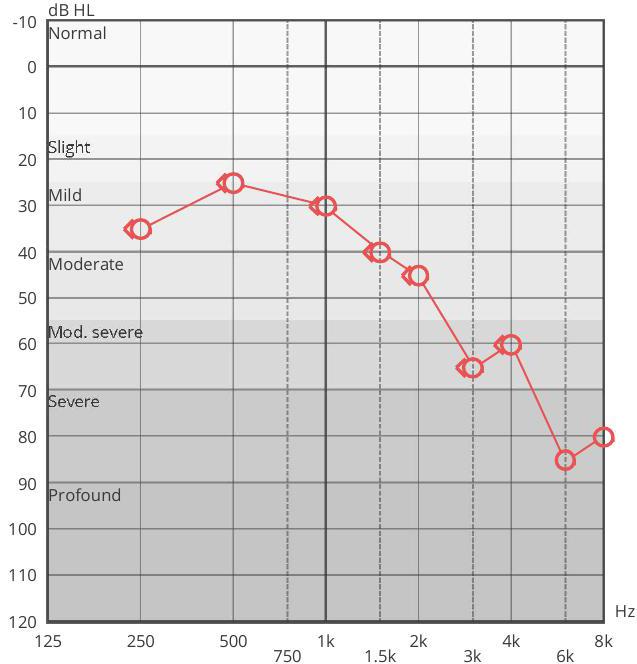 dB HL
-10
Normal
0
10
Slight
20
Mild
30
40
Moderate
50
Mod. severe
60
70
Severe
80
90
Profound
100
110
120
Hz
125 250 500 1k 2k 4k 8k
750 1.5k 3k 6k